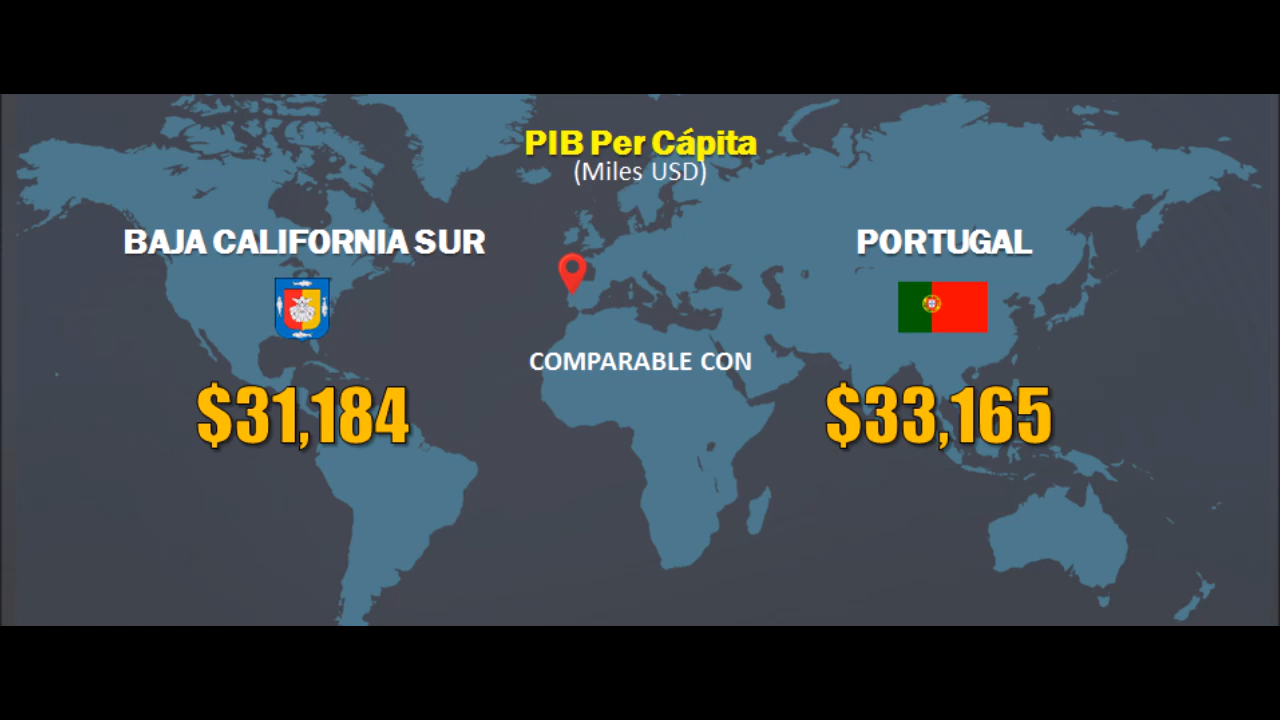 PIB Per Cápita
(Miles USD)
BAJA CALIFORNIA SUR
PORTUGAL
COMPARABLE CON
$31,184
$33,165